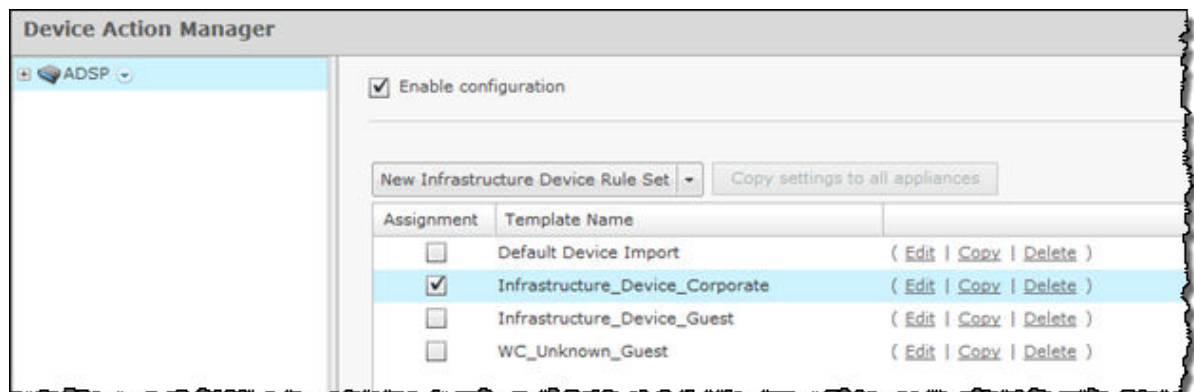 Device Action Manager
ADSP
Enable configuration
New Infrastructure Device Rule Set
Copy settings to all appliances
Assignment Template Name
Default Device Import ( Edit | Copy | Delete )
Infrastructure_Device_Corporate ( Edit | Copy | Delete )
Infrastructure_Device_Guest ( Edit | Copy | Delete )
WC_Unknown_Guest ( Edit | Copy | Delete )